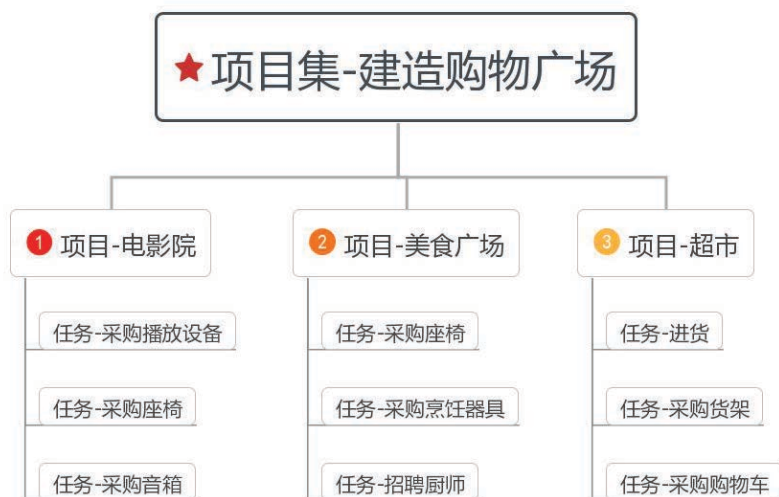 项目集-建造购物广场
1 项目-电影院
任务-采购播放设备
任务-采购座椅
任务-采购音箱
2 项目-美食广场
任务-采购座椅
任务-采购烹饪器具
任务-招聘厨师
3 项目-超市
任务-进货
任务-采购货架
任务-采购购物车